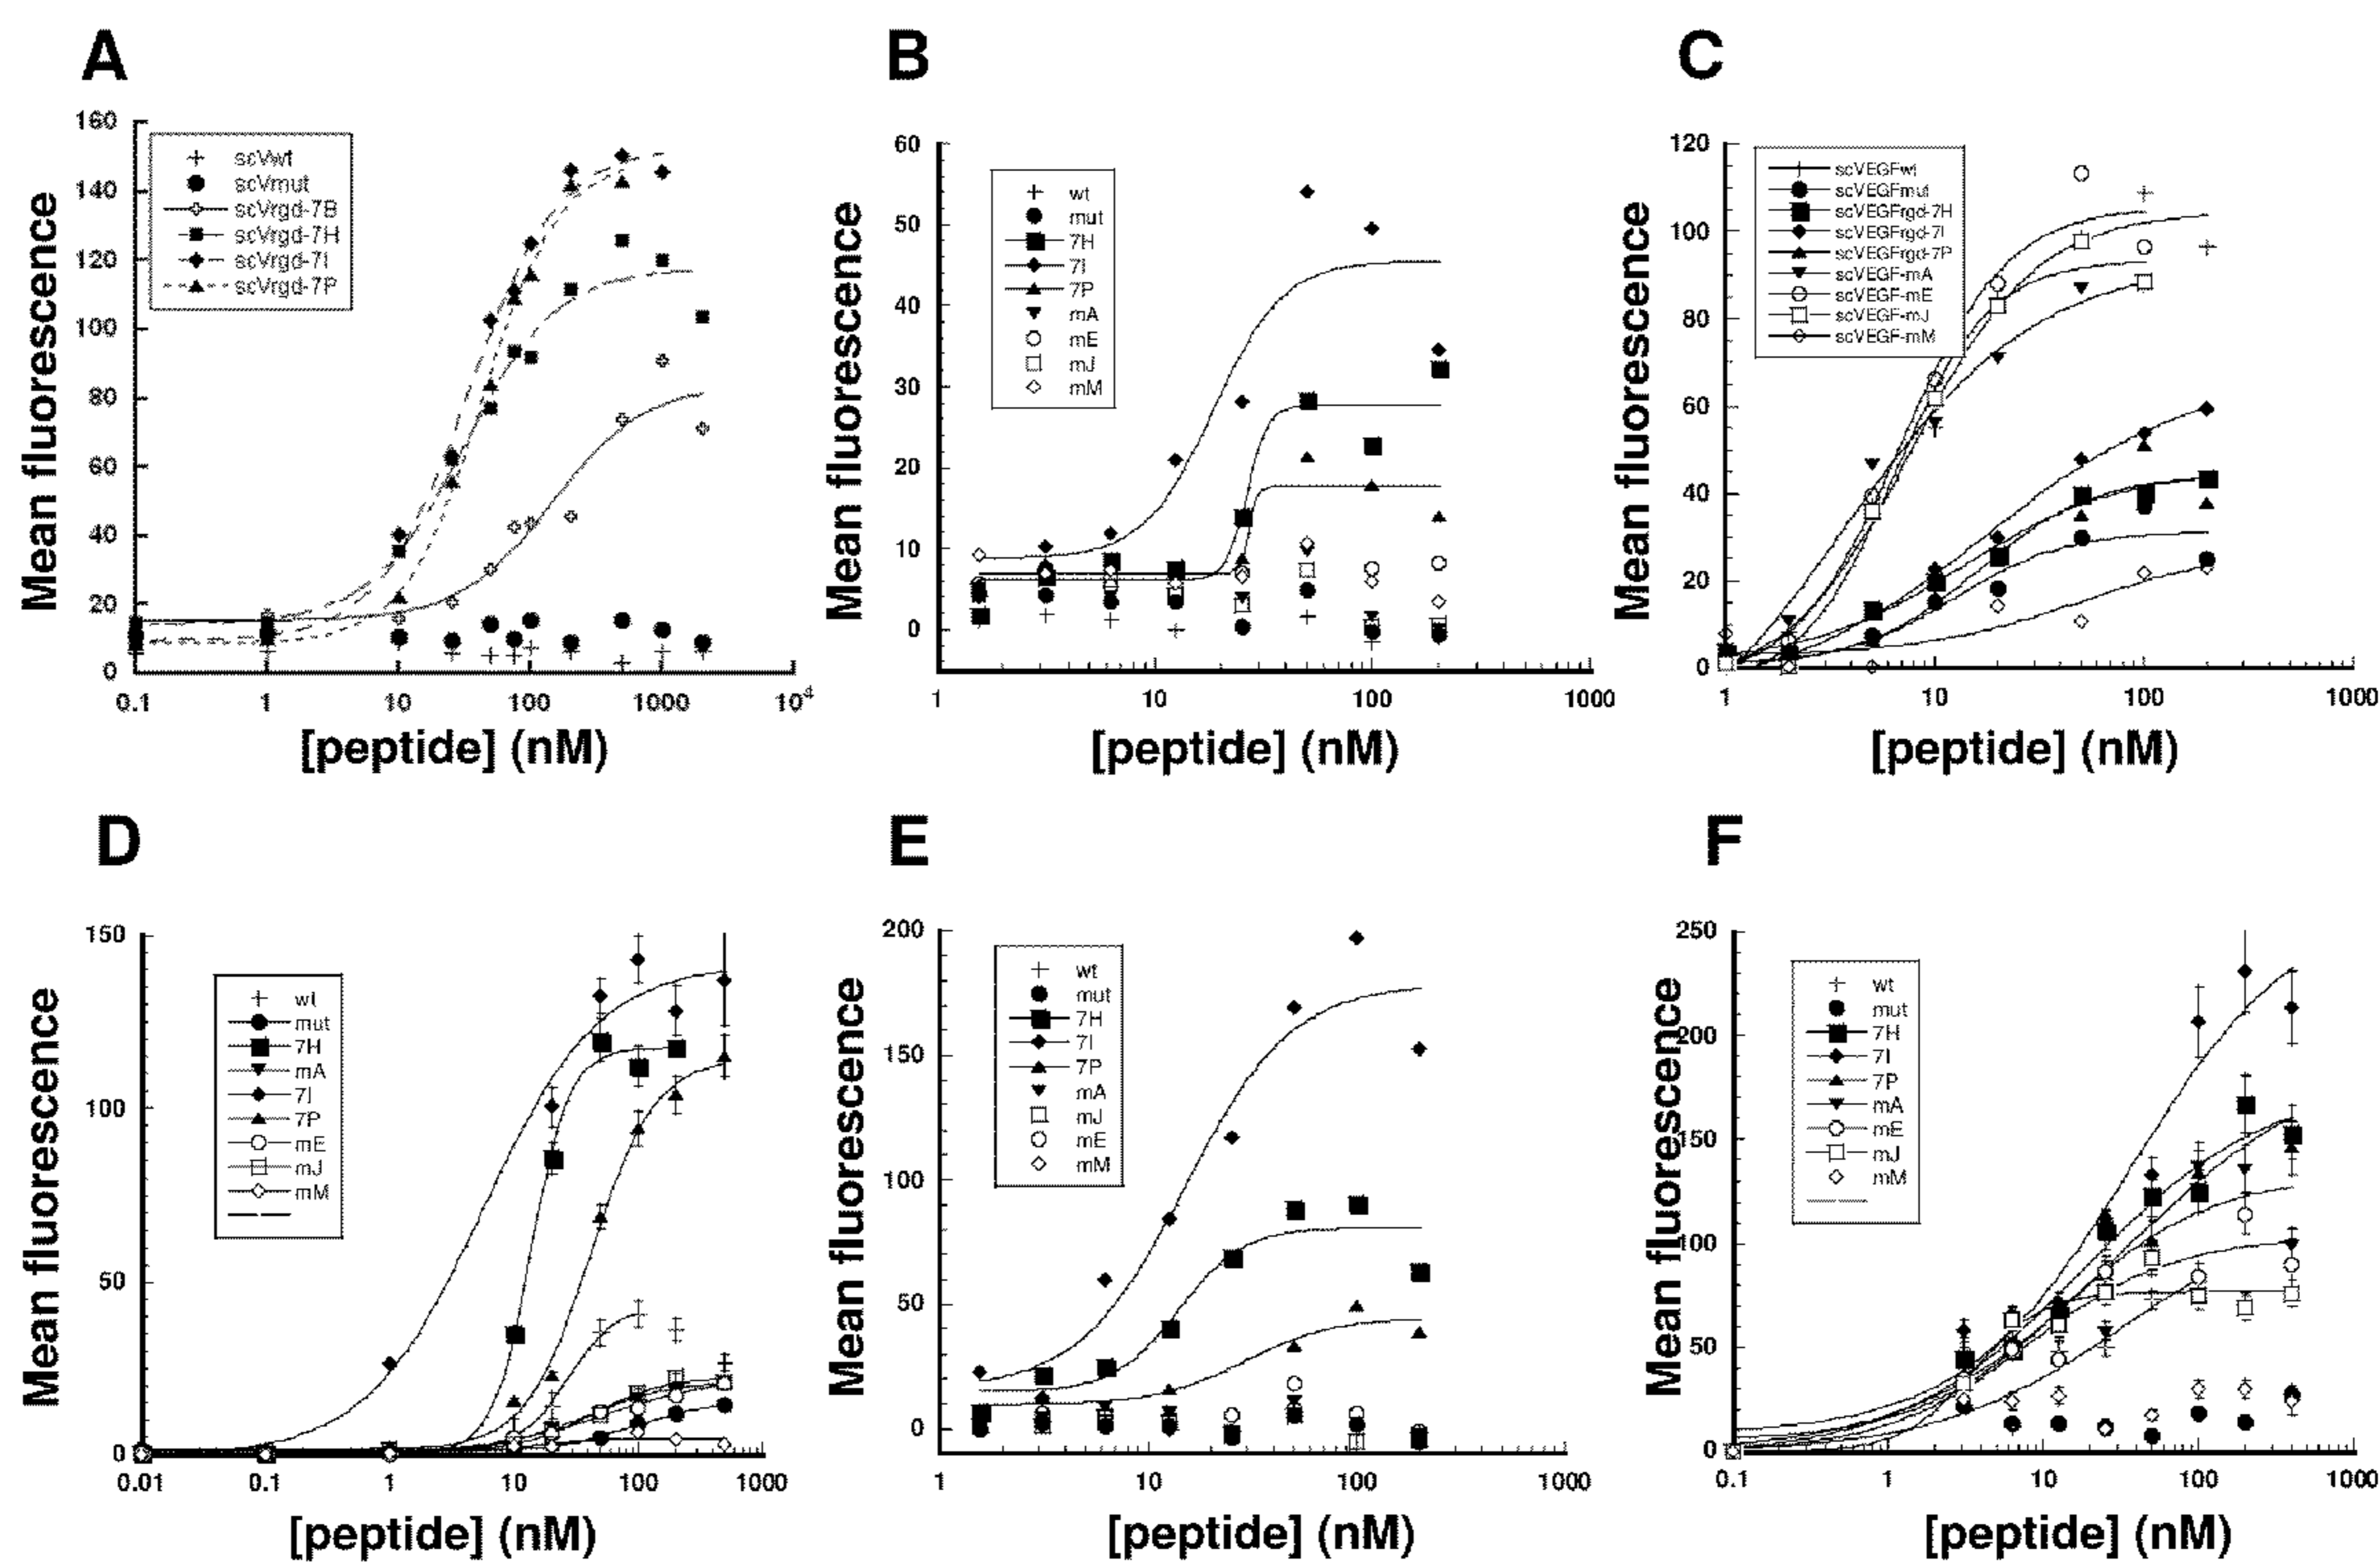 A
Mean fluorescence
160
140
120
100
80
60
40
20
0
scVwt
scVmut
scVrgd-7B
scVrgd-7H
scVrgd-7I
scVrgd-7P
0.1
1
10
100
1000
10⁴
[peptide] (nM)
B
Mean fluorescence
60
50
40
30
20
10
0
wt
mut
7H
7I
7P
mA
mE
mJ
mM
1
10
100
1000
[peptide] (nM)
C
Mean fluorescence
120
100
80
60
40
20
0
scVEGFwt
scVEGFmut
scVEGFrgd-7H
scVEGFrgd-7I
scVEGFrgd-7P
scVEGF-mA
scVEGF-mE
scVEGF-mJ
scVEGF-mM
1
10
100
1000
[peptide] (nM)
D
Mean fluorescence
150
100
50
0
wt
mut
7H
mA
7I
7P
mE
mJ
mM
0.01
0.1
1
10
100
1000
[peptide] (nM)
E
Mean fluorescence
200
150
100
50
0
wt
mut
7H
7I
7P
mA
mJ
mE
mM
1
10
100
1000
[peptide] (nM)
F
Mean fluorescence
250
200
150
100
50
0
wt
mut
7H
7I
7P
mA
mE
mJ
mM
0.1
1
10
100
1000
[peptide] (nM)